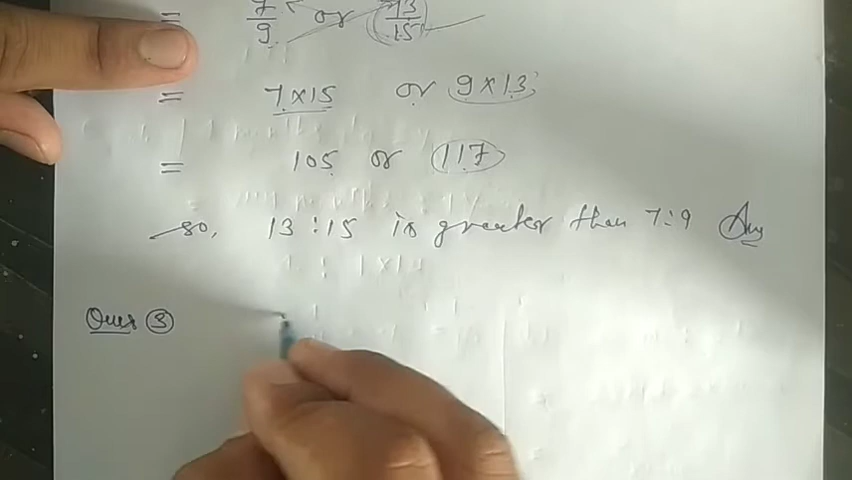 = 7/9 or 13/15
= 7×15 or 9×13
= 105 or 117
so, 13:15 is greater than 7:9 Ans
Ques 3